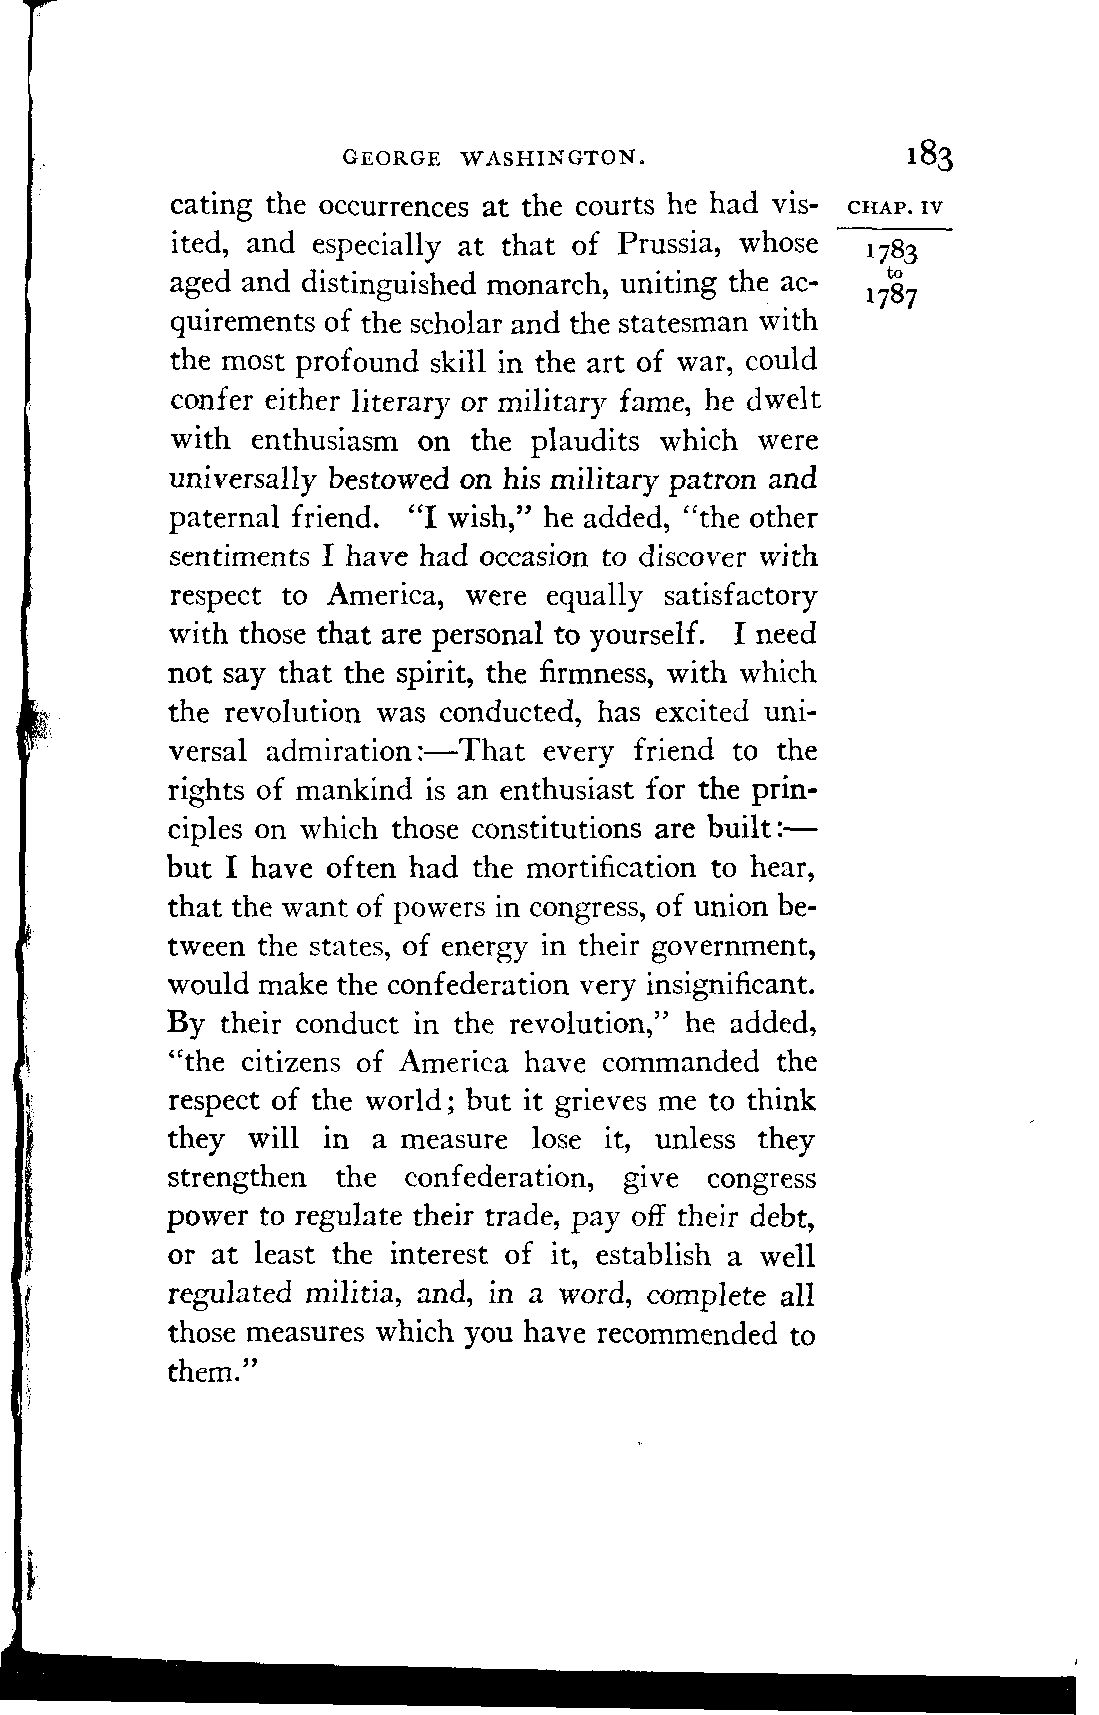 GEORGE WASHINGTON. 183
cating the occurrences at the courts he had vis-
ited, and especially at that of Prussia, whose
aged and distinguished monarch, uniting the ac-
quirements of the scholar and the statesman with
the most profound skill in the art of war, could
confer either literary or military fame, he dwelt
with enthusiasm on the plaudits which were
universally bestowed on his military patron and
paternal friend. “I wish,” he added, “the other
sentiments I have had occasion to discover with
respect to America, were equally satisfactory
with those that are personal to yourself. I need
not say that the spirit, the firmness, with which
the revolution was conducted, has excited uni-
versal admiration:—That every friend to the
rights of mankind is an enthusiast for the prin-
ciples on which those constitutions are built:—
but I have often had the mortification to hear,
that the want of powers in congress, of union be-
tween the states, of energy in their government,
would make the confederation very insignificant.
By their conduct in the revolution,” he added,
“the citizens of America have commanded the
respect of the world; but it grieves me to think
they will in a measure lose it, unless they
strengthen the confederation, give congress
power to regulate their trade, pay off their debt,
or at least the interest of it, establish a well
regulated militia, and, in a word, complete all
those measures which you have recommended to
them.”
CHAP. IV
1783
to
1787